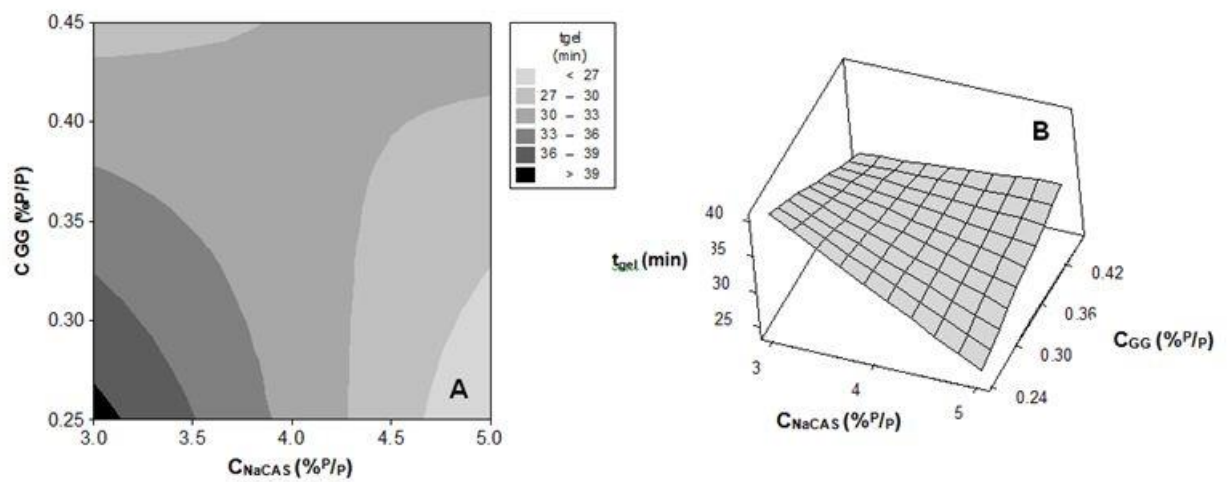 0.45
0.40
0.35
0.30
0.25
C GG (%P/P)
3.0 3.5 4.0 4.5 5.0
C NaCAS (%P/P)
A
tgel
(min)
< 27
27 – 30
30 – 33
33 – 36
36 – 39
> 39
B
40
35
30
25
tgel (min)
3
4
5
CNaCAS (%P/P)
0.42
0.36
0.30
0.24
CGG (%P/P)